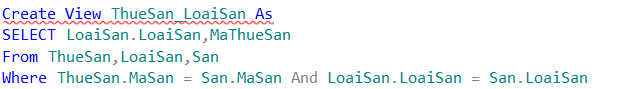 Create View ThueSan_LoaiSan As
SELECT LoaiSan.LoaiSan,MaThueSan
From ThueSan,LoaiSan,San
Where ThueSan.MaSan = San.MaSan And LoaiSan.LoaiSan = San.LoaiSan